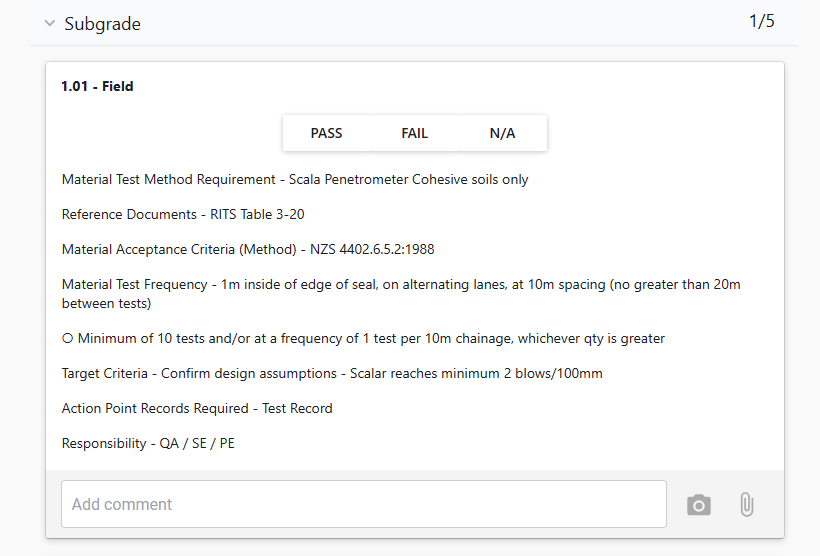 Subgrade
1/5
1.01 - Field
PASS
FAIL
N/A
Material Test Method Requirement - Scala Penetrometer Cohesive soils only
Reference Documents - RITS Table 3-20
Material Acceptance Criteria (Method) - NZS 4402.6.5.2:1988
Material Test Frequency - 1m inside of edge of seal, on alternating lanes, at 10m spacing (no greater than 20m
between tests)
O Minimum of 10 tests and/or at a frequency of 1 test per 10m chainage, whichever qty is greater
Target Criteria - Confirm design assumptions - Scalar reaches minimum 2 blows/100mm
Action Point Records Required - Test Record
Responsibility - QA / SE / PE
Add comment